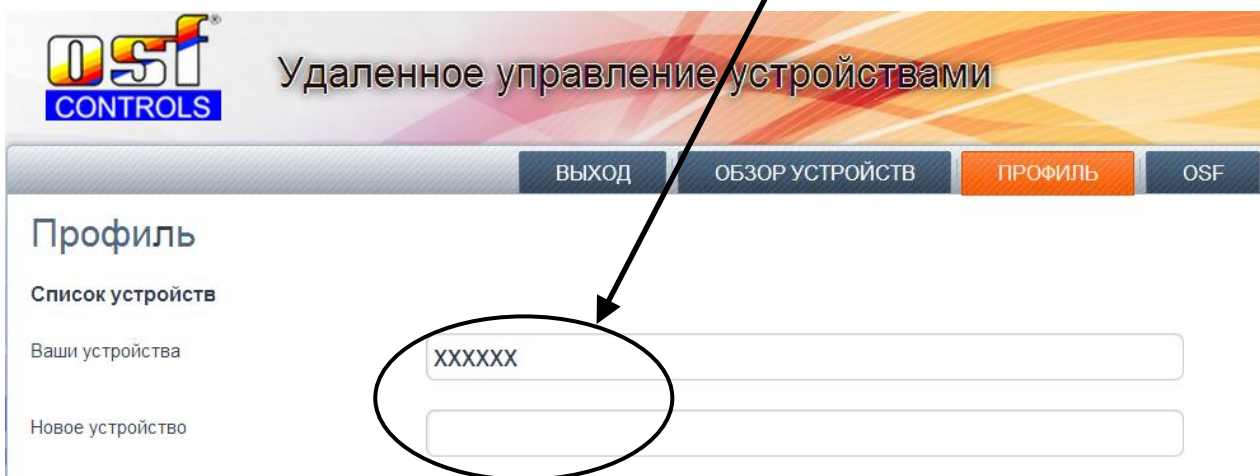 osf®
CONTROLS
Удаленное управление устройствами
ВЫХОД ОБЗОР УСТРОЙСТВ ПРОФИЛЬ OSF
Профиль
Список устройств
Ваши устройства XXXXXX
Новое устройство